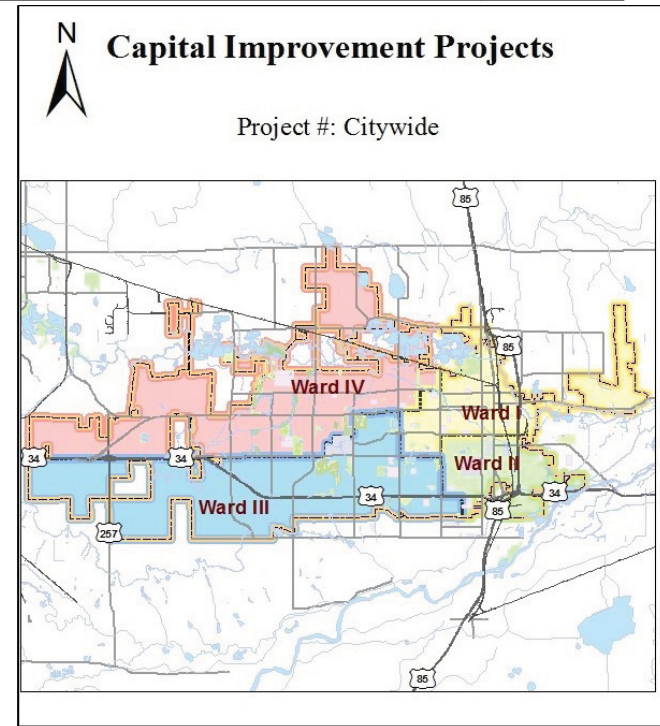 N
Capital Improvement Projects
Project #: Citywide
85
85
Ward IV
Ward I
34
34
Ward II
34
34
Ward III
85
257
85